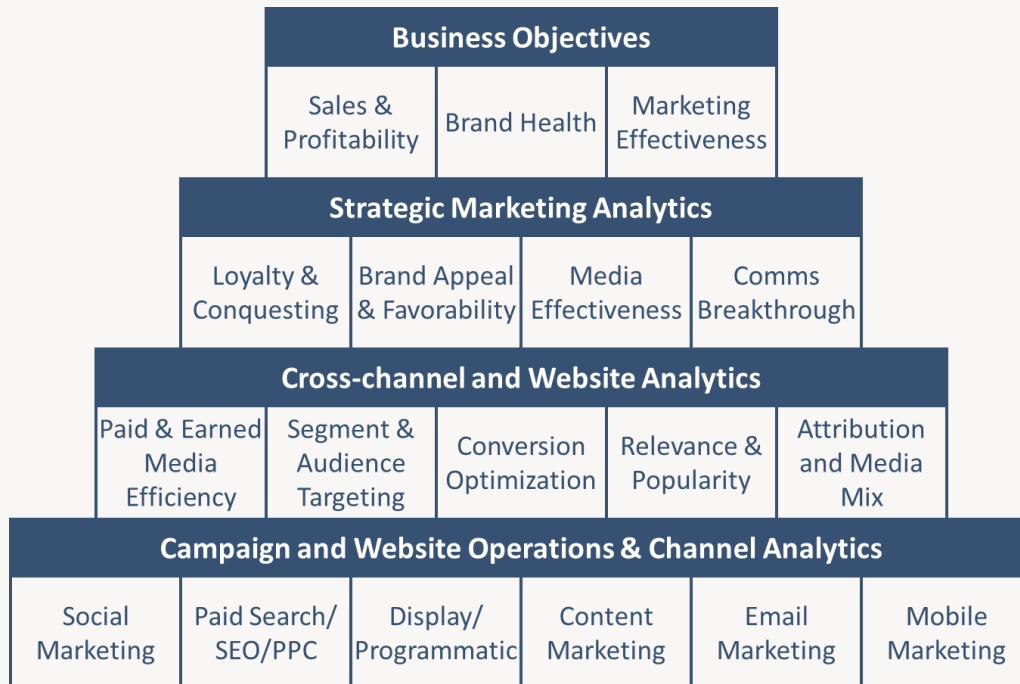 Business Objectives
Sales &
Profitability
Brand Health
Marketing
Effectiveness
Strategic Marketing Analytics
Loyalty &
Conquesting
Brand Appeal
& Favorability
Media
Effectiveness
Comms
Breakthrough
Cross-channel and Website Analytics
Paid & Earned
Media
Efficiency
Segment &
Audience
Targeting
Conversion
Optimization
Relevance &
Popularity
Attribution
and Media
Mix
Campaign and Website Operations & Channel Analytics
Social
Marketing
Paid Search/
SEO/PPC
Display/
Programmatic
Content
Marketing
Email
Marketing
Mobile
Marketing